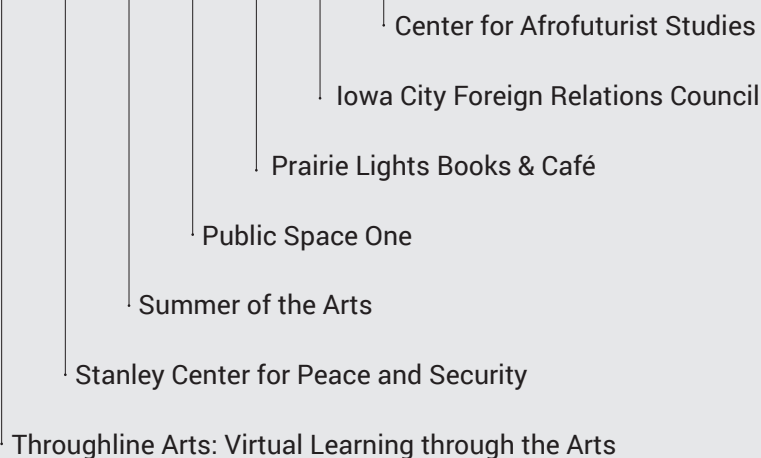 Center for Afrofuturist Studies
Iowa City Foreign Relations Council
Prairie Lights Books & Café
Public Space One
Summer of the Arts
Stanley Center for Peace and Security
Throughline Arts: Virtual Learning through the Arts